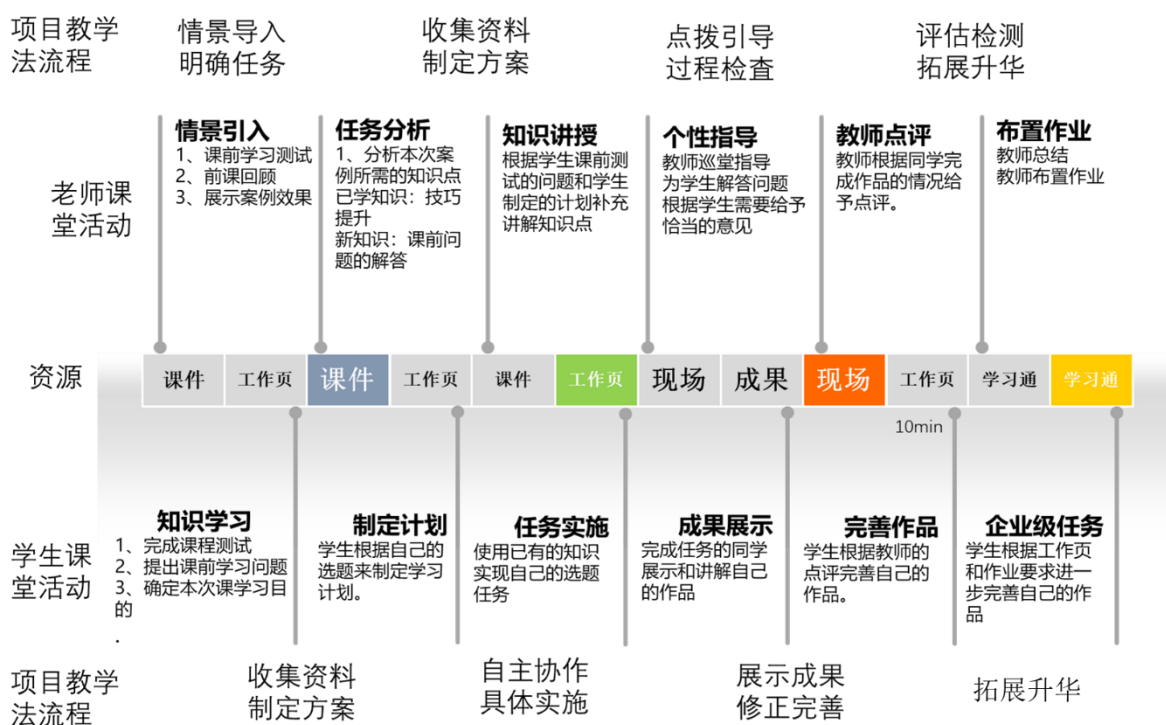 项目教学
法流程
情景导入
明确任务
收集资料
制定方案
点拨引导
过程检查
评估检测
拓展升华
老师课
堂活动
情景引入
1、课前学习测试
2、前课回顾
3、展示案例效果
任务分析
1、分析本次案
例所需的知识点
已学知识：技巧
提升
新知识：课前问
题的解答
知识讲授
根据学生课前测
试的问题和学生
制定的计划补充
讲解知识点
个性指导
教师巡堂指导
为学生解答问题
根据学生需要给予
恰当的意见
教师点评
教师根据同学完
成作品的情况给
予点评。
布置作业
教师总结
教师布置作业
资源
课件
工作页
课件
工作页
课件
工作页
现场
成果
现场
工作页
学习通
学习通
10min
学生课
堂活动
知识学习
1、完成课程测试
2、提出课前学习问题
3、确定本次课学习目
的
.
制定计划
学生根据自己的
选题来制定学习
计划。
任务实施
使用已有的知识
实现自己的选题
任务
成果展示
完成任务的同学
展示和讲解自己
的作品
完善作品
学生根据教师的
点评完善自己的
作品。
企业级任务
学生根据工作页
和作业要求进一
步完善自己的作
品
项目教学
法流程
收集资料
制定方案
自主协作
具体实施
展示成果
修正完善
拓展升华